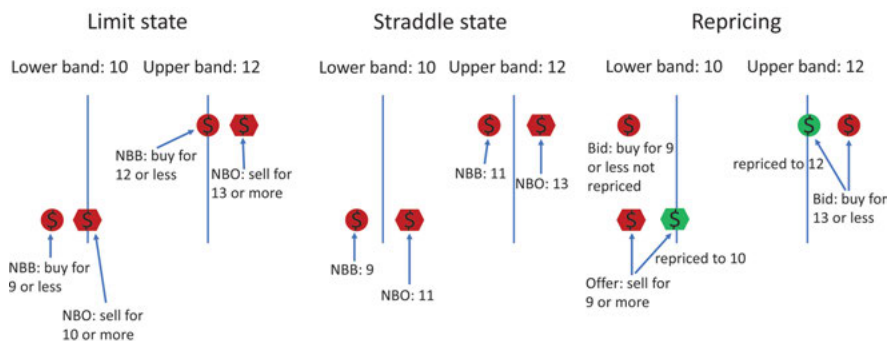 Limit state
Lower band: 10
Upper band: 12
$
$
NBB: buy for
12 or less
NBO: sell for
13 or more
$
$
NBB: buy for
9 or less
NBO: sell for
10 or more
Straddle state
Lower band: 10
Upper band: 12
$
$
NBB: 11
NBO: 13
$
$
NBB: 9
NBO: 11
Repricing
Lower band: 10
Upper band: 12
$
$
$
Bid: buy for 9
or less not
repriced
repriced to 12
Bid: buy for
13 or less
$
$
repriced to 10
Offer: sell for
9 or more